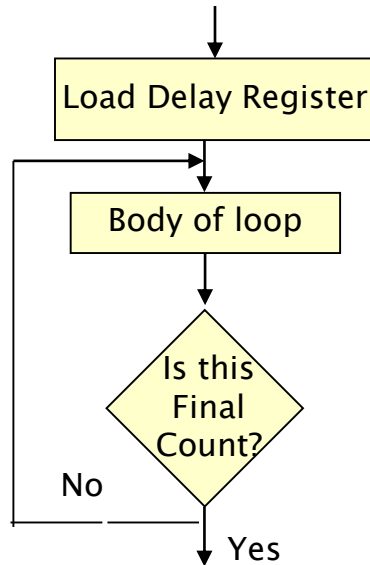 Load Delay Register
Body of loop
Is this
Final
Count?
No
Yes